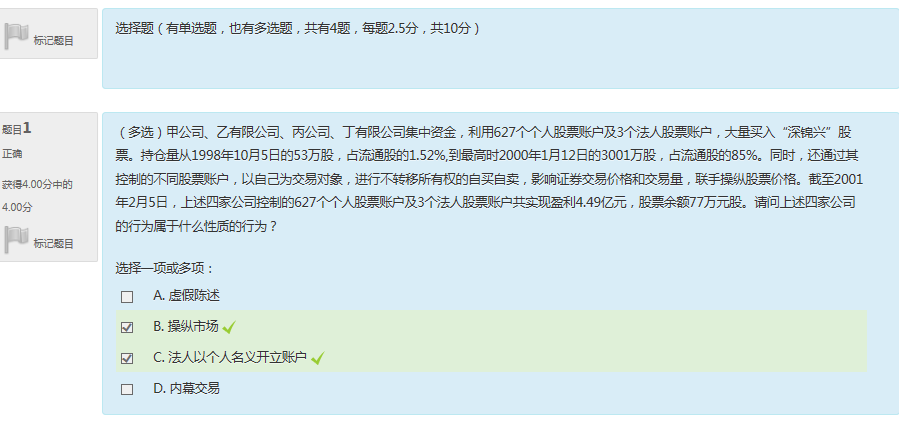 标记题目
选择题（有单选题，也有多选题，共有4题，每题2.5分，共10分）
题目1
正确
获得4.00分中的
4.00分
标记题目
（多选）甲公司、乙有限公司、丙公司、丁有限公司集中资金，利用627个个人股票账户及3个法人股票账户，大量买入“深锦兴”股
票。持仓量从1998年10月5日的53万股，占流通股的1.52%,到最高时2000年1月12日的3001万股，占流通股的85%。同时，还通过其
控制的不同股票账户，以自己为交易对象，进行不转移所有权的自买自卖，影响证券交易价格和交易量，联手操纵股票价格。截至2001
年2月5日，上述四家公司控制的627个个人股票账户及3个法人股票账户共实现盈利4.49亿元，股票余额77万元股。请问上述四家公司
的行为属于什么性质的行为？
选择一项或多项：
A. 虚假陈述
B. 操纵市场
C. 法人以个人名义开立账户
D. 内幕交易